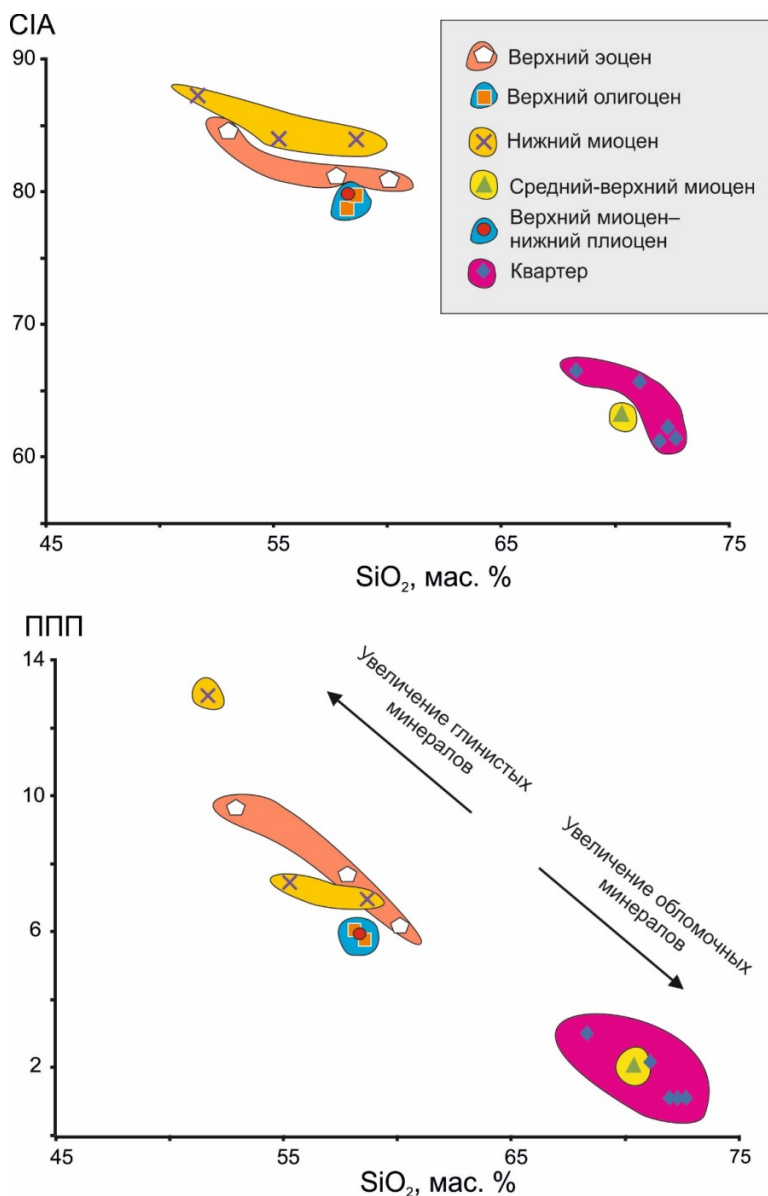 CIA
90
80
70
60
45
55
65
75
SiO₂, мас. %
Верхний эоцен
Верхний олигоцен
Нижний миоцен
Средний-верхний миоцен
Верхний миоцен–
нижний плиоцен
Квартер
ППП
14
10
6
2
45
55
65
75
SiO₂, мас. %
Увеличение глинистых
минералов
Увеличение обломочных
минералов